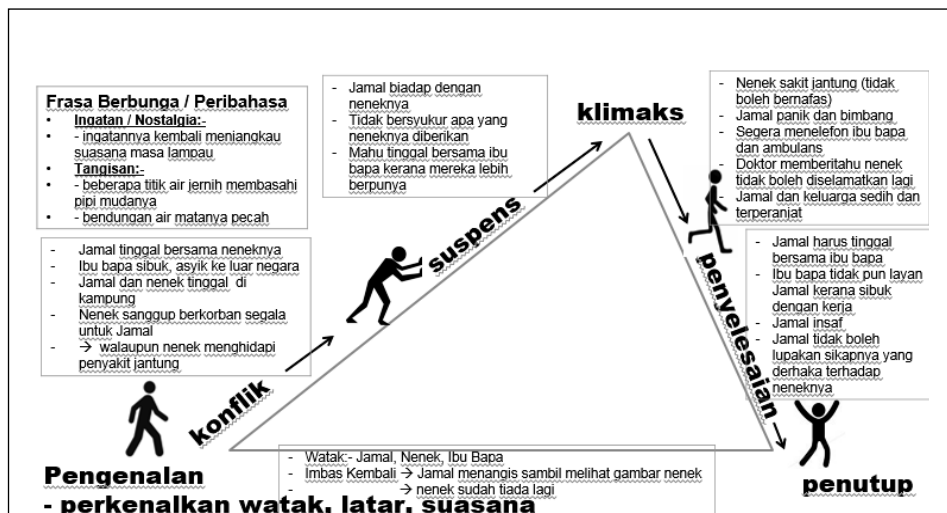 Frasa Berbunga / Peribahasa
• Ingatan / Nostalgia:-
• - ingatannya kembali menjangkau
suasana masa lampau
• Tangisan:-
• - beberapa titik air jernih membasahi
pipi mudanya
• - bendungan air matanya pecah
- Jamal tinggal bersama neneknya
- Ibu bapa sibuk, asyik ke luar negara
- Jamal dan nenek tinggal di
kampung
- Nenek sanggup berkorban segala
untuk Jamal
- → walaupun nenek menghidapi
penyakit jantung
- Jamal biadap dengan
neneknya
- Tidak bersyukur apa yang
neneknya diberikan
- Mahu tinggal bersama ibu
bapa kerana mereka lebih
berpunya
klimaks
- Nenek sakit jantung (tidak
boleh bernafas)
- Jamal panik dan bimbang
- Segera menelefon ibu bapa
dan ambulans
- Doktor memberitahu nenek
tidak boleh diselamatkan lagi
- Jamal dan keluarga sedih dan
terperanjat
- Jamal harus tinggal
bersama ibu bapa
- Ibu bapa tidak pun layan
Jamal kerana sibuk
dengan kerja
- Jamal insaf
- Jamal tidak boleh
lupakan sikapnya yang
derhaka terhadap
neneknya
konflik
suspens
penyelesaian
Pengenalan
- perkenalkan watak, latar, suasana
- Watak:- Jamal, Nenek, Ibu Bapa
- Imbas Kembali → Jamal menangis sambil melihat gambar nenek
- → nenek sudah tiada lagi
penutup